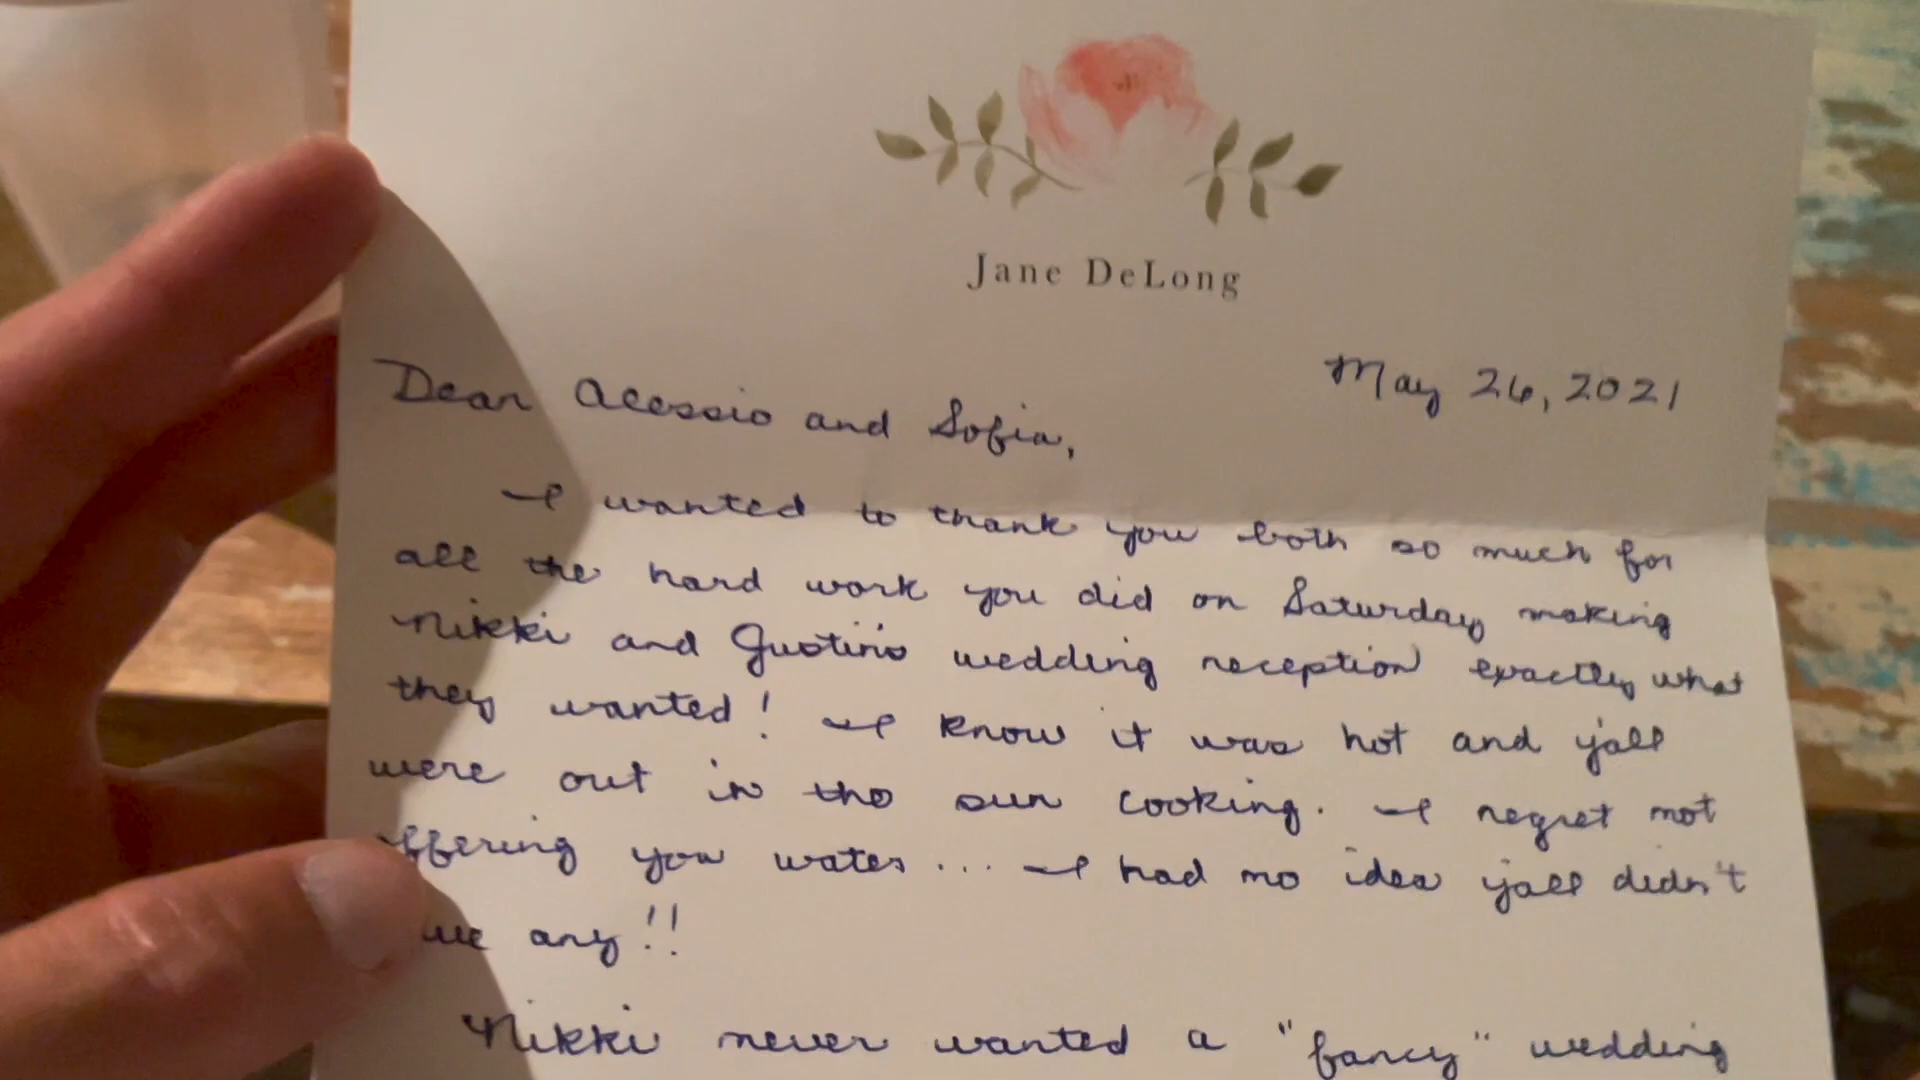 Jane DeLong
May 26, 2021
Dear Alessio and Sofia,
I wanted to thank you both so much for
all the hard work you did on Saturday making
Nikki and Justin's wedding reception exactly what
they wanted! I know it was hot and y'all
were out in the sun cooking. I regret not
offering you water... I had no idea y'all didn't
any!!
Nikki never wanted a "fancy" wedding